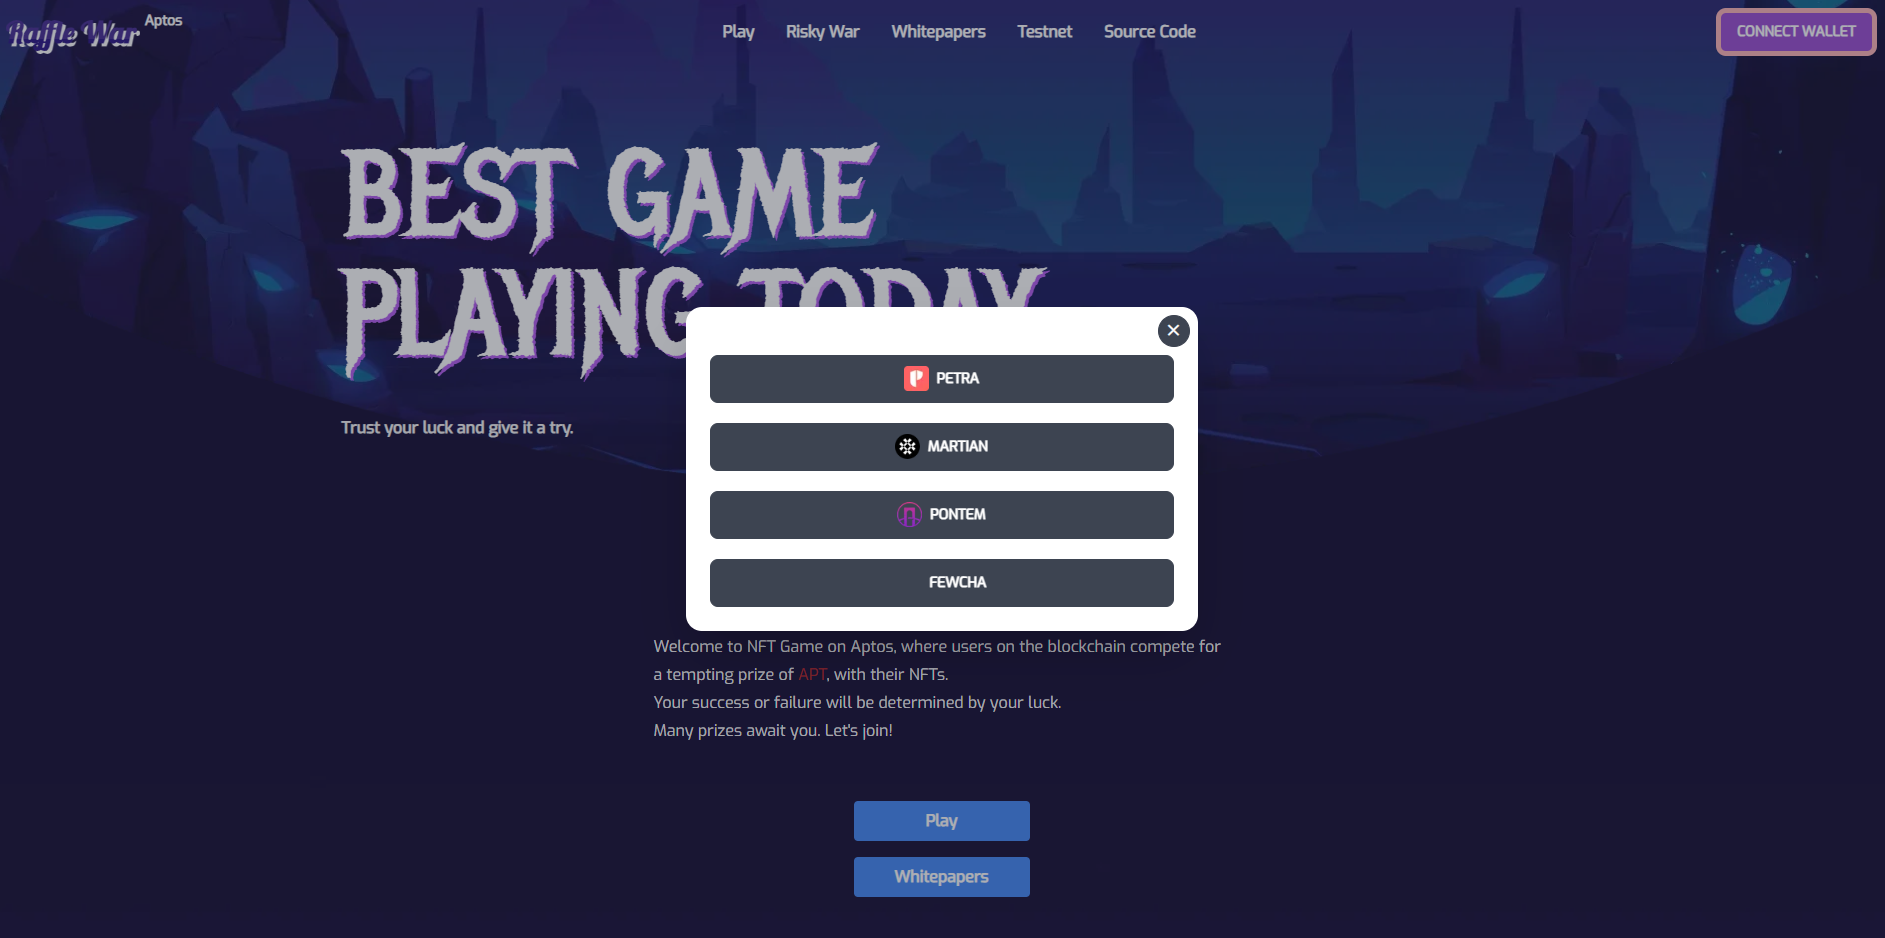 Raffle War
Aptos
Play
Risky War
Whitepapers
Testnet
Source Code
CONNECT WALLET
BEST GAME
PLAYING TODAY
Trust your luck and give it a try.
PETRA
MARTIAN
PONTEM
FEWCHA
Welcome to NFT Game on Aptos, where users on the blockchain compete for
a tempting prize of APT, with their NFTs.
Your success or failure will be determined by your luck.
Many prizes await you. Let's join!
Play
Whitepapers